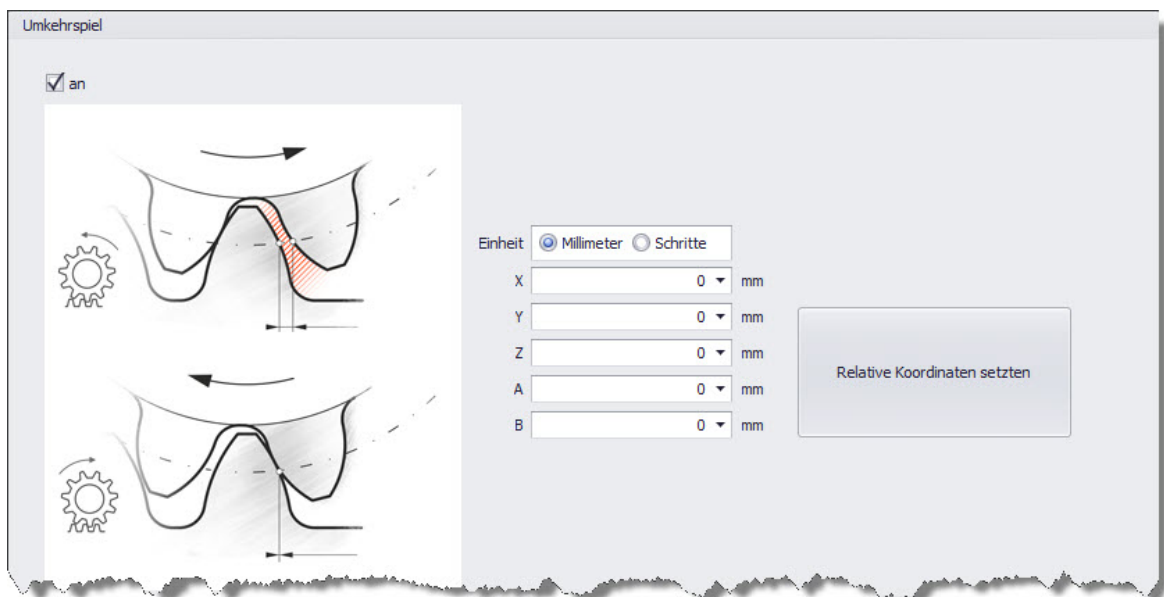 Umkehrspiel
an
Einheit Millimeter Schritte
X 0 mm
Y 0 mm
Z 0 mm
A 0 mm
B 0 mm
Relative Koordinaten setzten